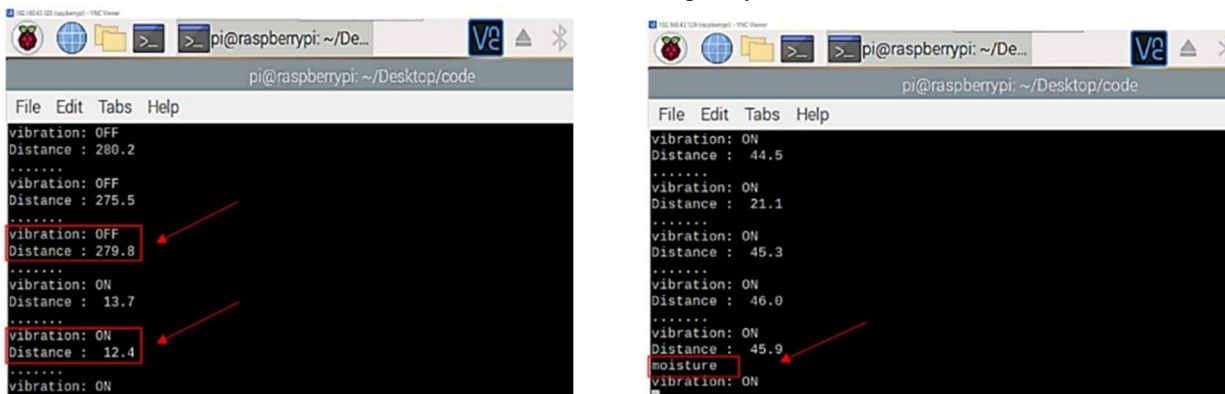 pi@raspberrypi: ~/De...
pi@raspberrypi: ~/Desktop/code
File Edit Tabs Help
vibration: OFF
Distance : 280.2
.......
vibration: OFF
Distance : 275.5
.......
vibration: OFF
Distance : 279.8
.......
vibration: ON
Distance : 13.7
.......
vibration: ON
Distance : 12.4
.......
vibration: ON
pi@raspberrypi: ~/De...
pi@raspberrypi: ~/Desktop/code
File Edit Tabs Help
vibration: ON
Distance : 44.5
.......
vibration: ON
Distance : 21.1
.......
vibration: ON
Distance : 45.3
.......
vibration: ON
Distance : 46.0
.......
vibration: ON
Distance : 45.9
moisture
vibration: ON